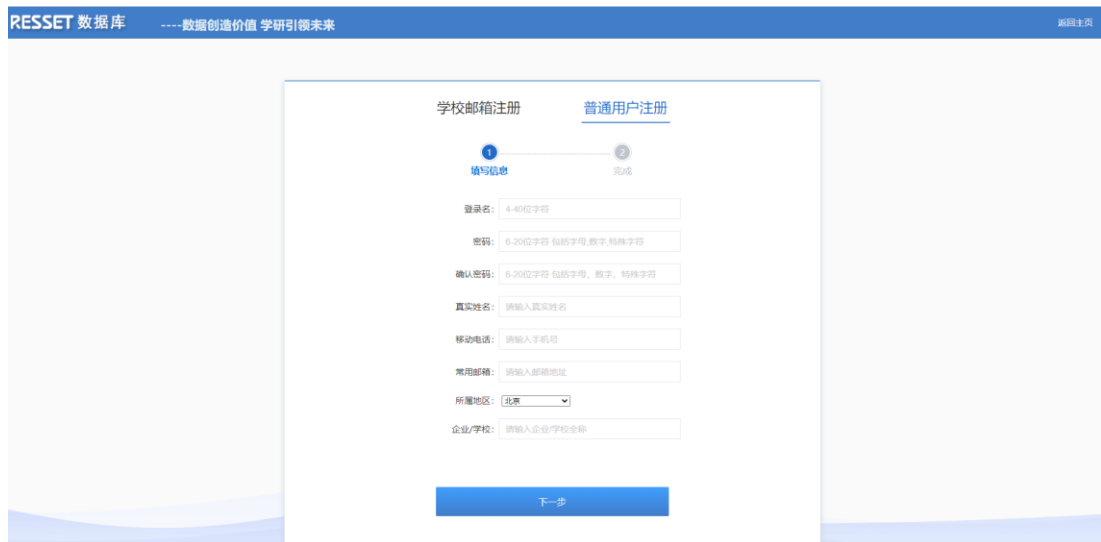 RESSET 数据库 ----数据创造价值 学研引领未来 返回主页
学校邮箱注册 普通用户注册
1 2
填写信息 完成
登录名: 4-40位字符
密码: 6-20位字符 包括字母,数字,特殊字符
确认密码: 6-20位字符 包括字母、数字、特殊字符
真实姓名: 请输入真实姓名
移动电话: 请输入手机号
常用邮箱: 请输入邮箱地址
所属地区: 北京
企业/学校: 请输入企业/学校全称
下一步